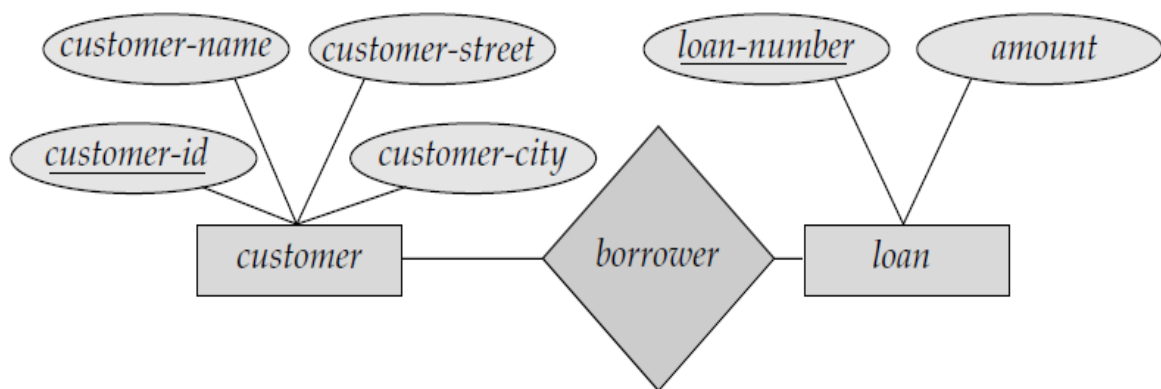 customer-name
customer-street
loan-number
amount
customer-id
customer-city
customer
borrower
loan